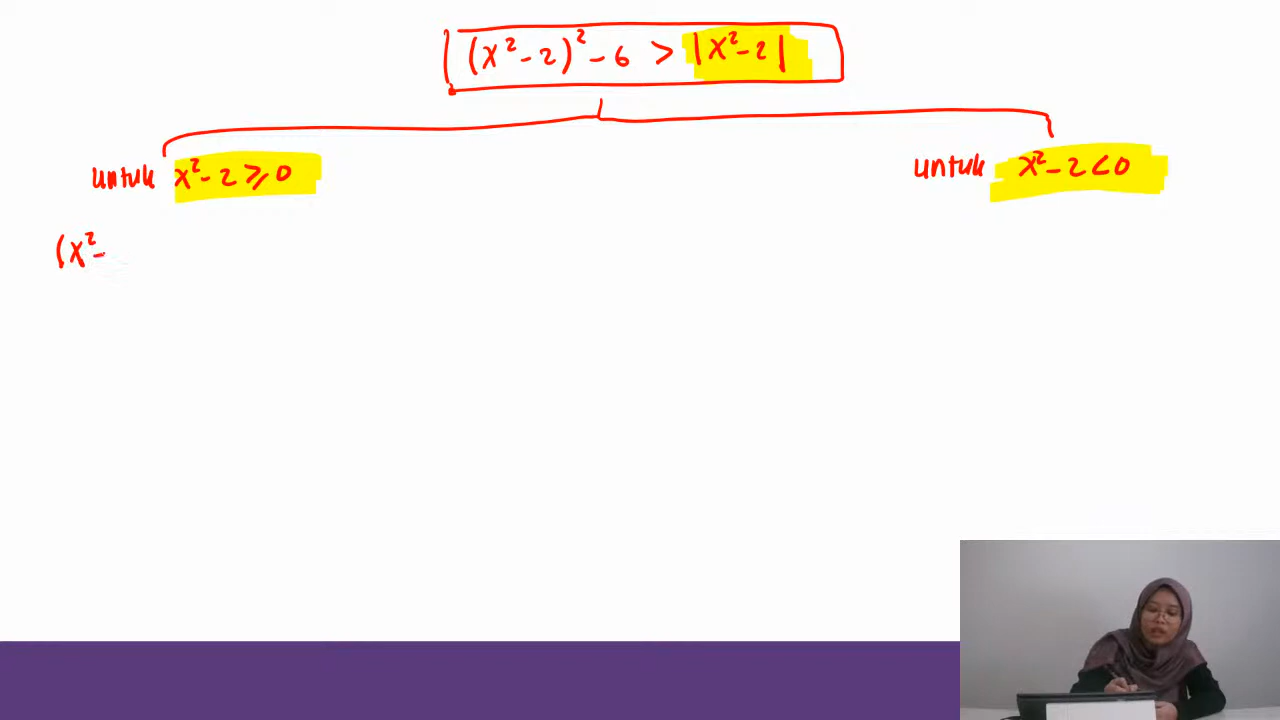 (x² - 2)² - 6 > |x² - 2|
untuk x² - 2 ⩾ 0
untuk x² - 2 < 0
(x² -